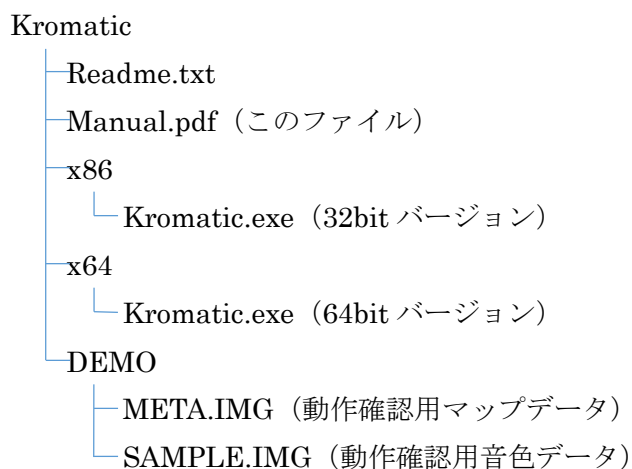 Kromatic
Readme.txt
Manual.pdf（このファイル）
x86
Kromatic.exe（32bit バージョン）
x64
Kromatic.exe（64bit バージョン）
DEMO
META.IMG（動作確認用マップデータ）
SAMPLE.IMG（動作確認用音色データ）